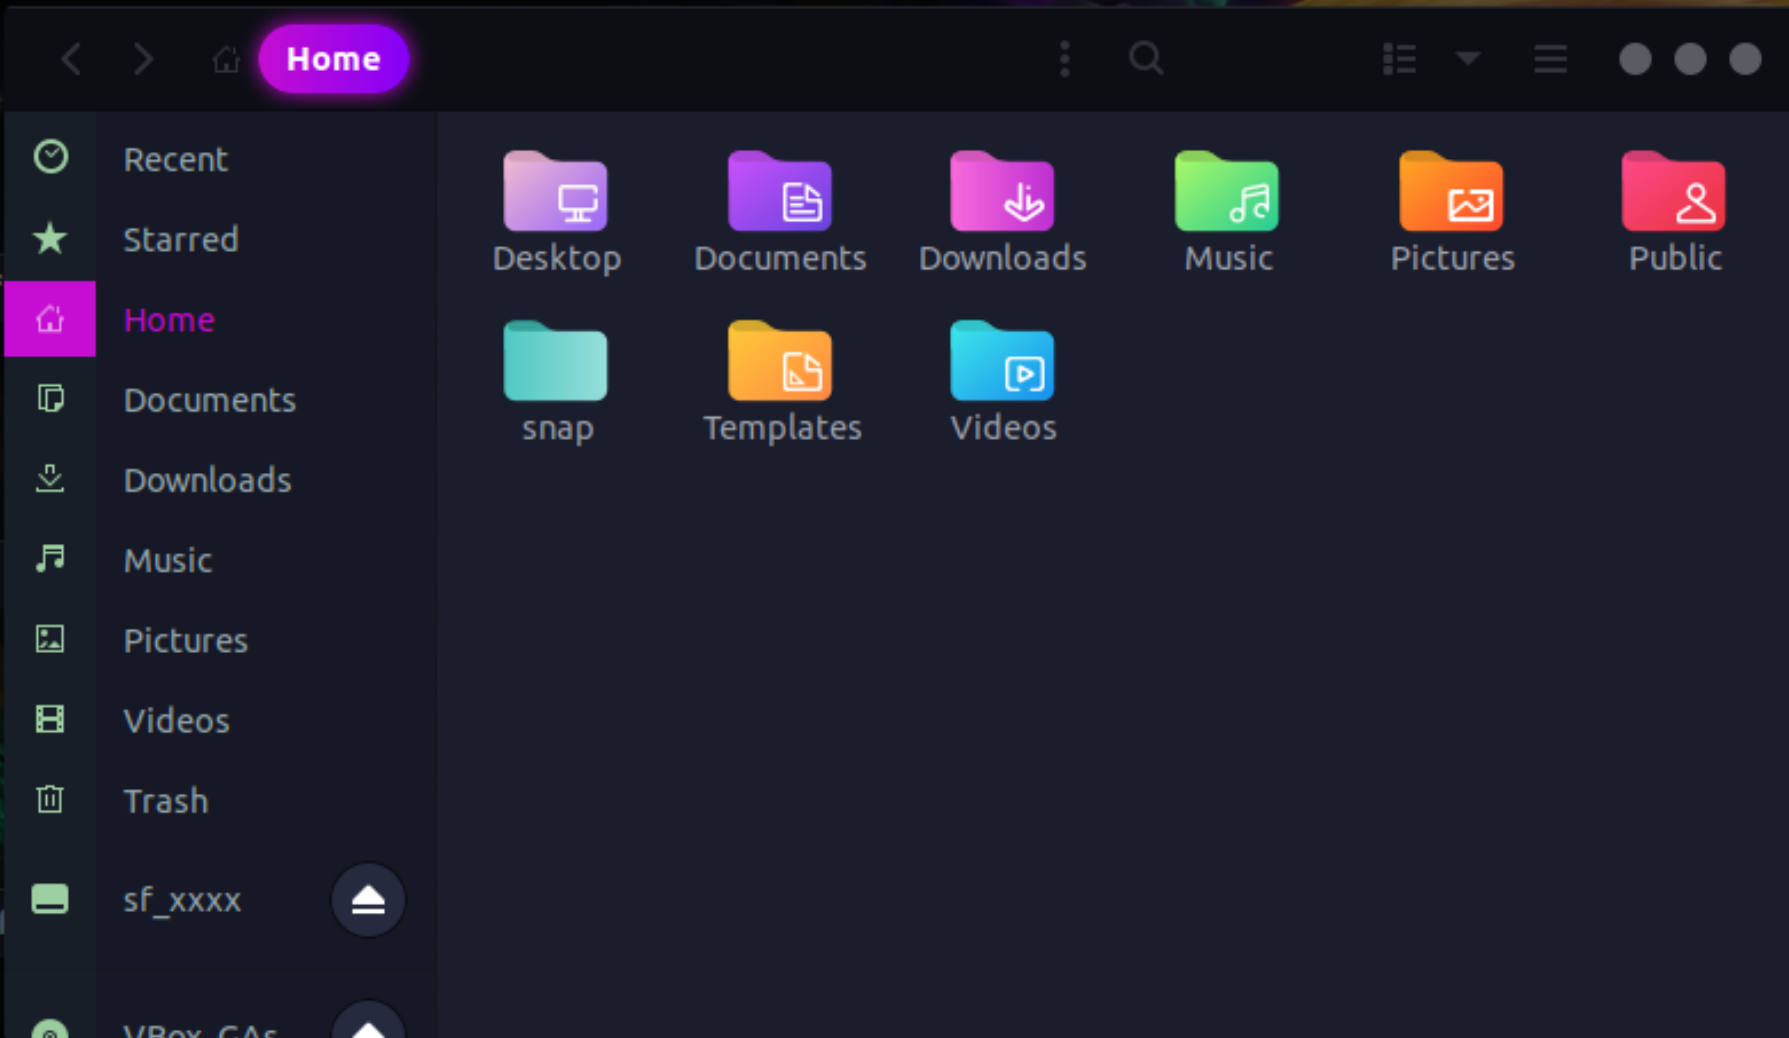 Home
Recent
Starred
Home
Documents
Downloads
Music
Pictures
Videos
Trash
sf_xxxx
VBox_GAs
Desktop
Documents
Downloads
Music
Pictures
Public
snap
Templates
Videos